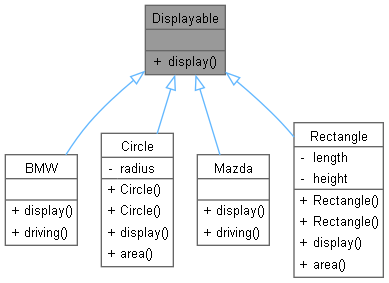 Displayable
+ display()
BMW
+ display()
+ driving()
Circle
- radius
+ Circle()
+ Circle()
+ display()
+ area()
Mazda
+ display()
+ driving()
Rectangle
- length
- height
+ Rectangle()
+ Rectangle()
+ display()
+ area()